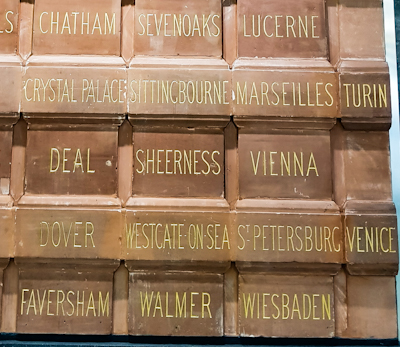 LS CHATHAM SEVENOAKS LUCERNE
CRYSTAL PALACE SITTINGBOURNE MARSEILLES TURIN
DEAL SHEERNESS VIENNA
DOVER WESTGATE-ON-SEA ST PETERSBURG VENICE
FAVERSHAM WALMER WIESBADEN